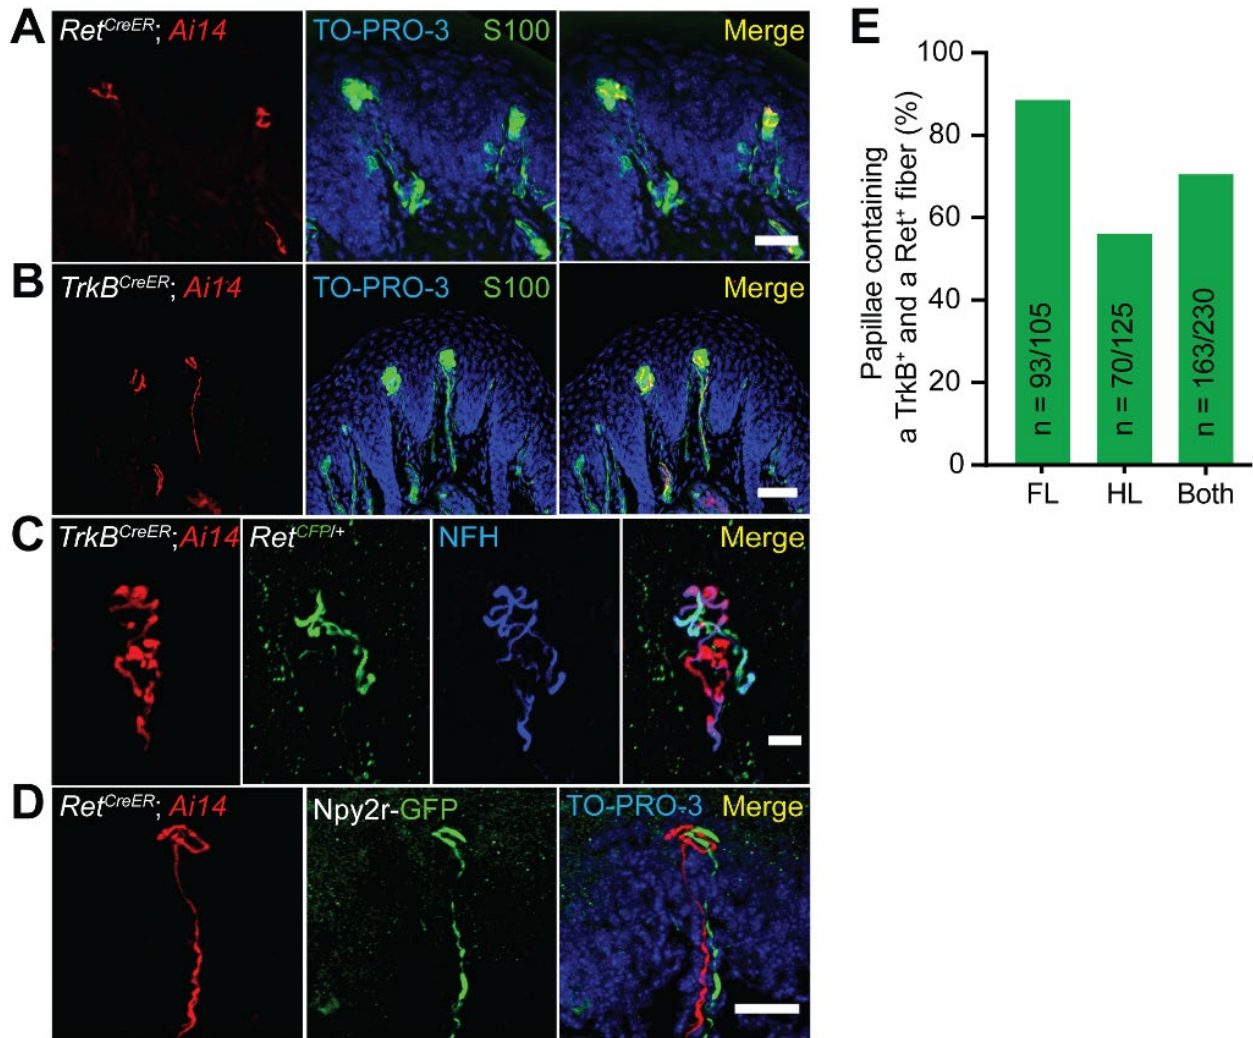 A
Ret^CreER; Ai14
TO-PRO-3 S100
Merge
B
TrkB^CreER; Ai14
TO-PRO-3 S100
Merge
C
TrkB^CreER;Ai14
Ret^CFP/+
NFH
Merge
D
Ret^CreER; Ai14
Npy2r-GFP
TO-PRO-3 Merge
E
Papillae containing
a TrkB⁺ and a Ret⁺ fiber (%)
100
80
60
40
20
0
n = 93/105
n = 70/125
n = 163/230
FL HL Both